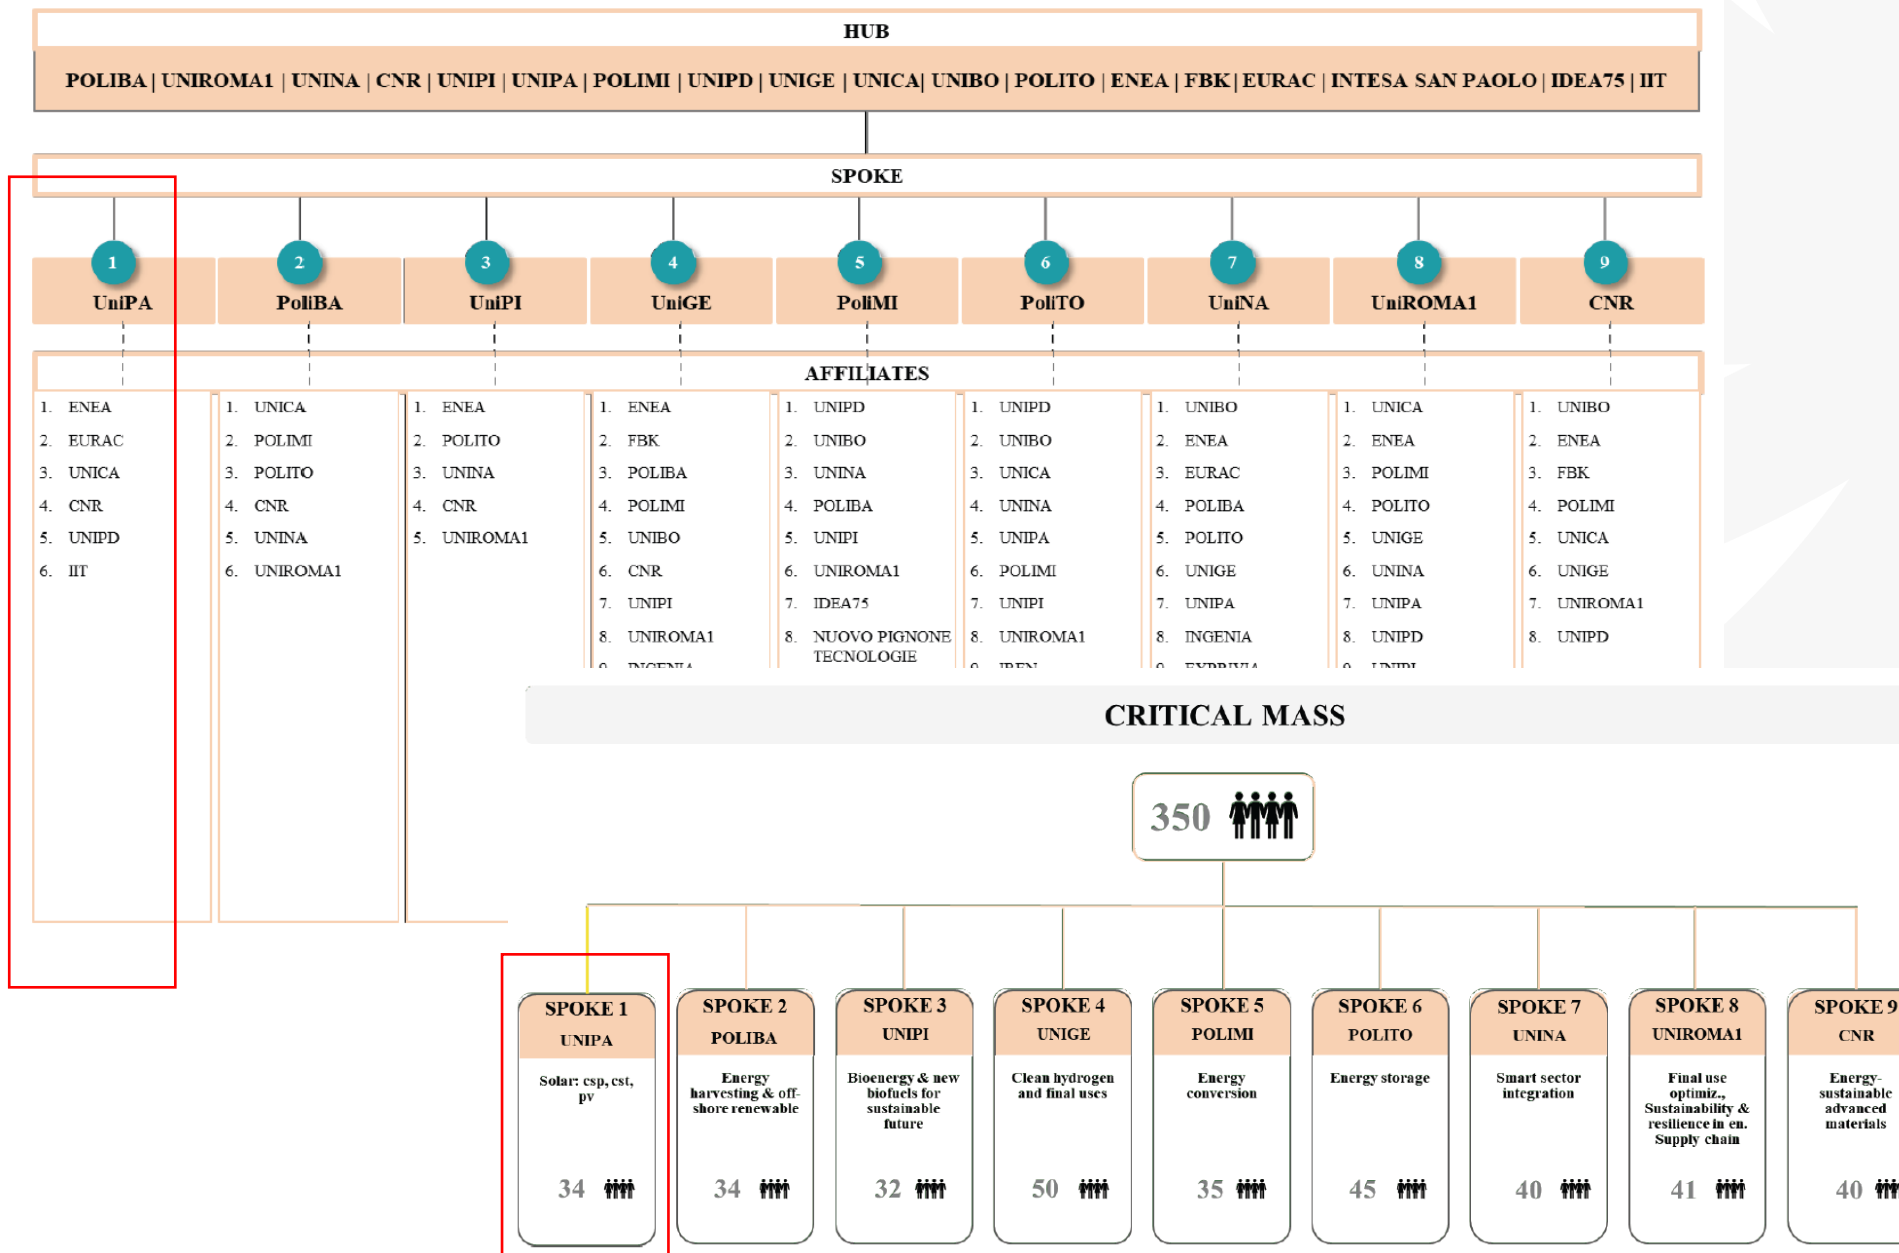 HUB
POLIBA | UNIROMA1 | UNINA | CNR | UNIPI | UNIPA | POLIMI | UNIPD | UNIGE | UNICA| UNIBO | POLITO | ENEA | FBK | EURAC | INTESA SAN PAOLO | IDEA75 | IIT
SPOKE
1
UniPA
2
PoliBA
3
UniPI
4
UniGE
5
PoliMI
6
PoliTO
7
UniNA
8
UniROMA1
9
CNR
AFFILIATES
1. ENEA
2. EURAC
3. UNICA
4. CNR
5. UNIPD
6. IIT
1. UNICA
2. POLIMI
3. POLITO
4. CNR
5. UNINA
6. UNIROMA1
1. ENEA
2. POLITO
3. UNINA
4. CNR
5. UNIROMA1
1. ENEA
2. FBK
3. POLIBA
4. POLIMI
5. UNIBO
6. CNR
7. UNIPI
8. UNIROMA1
9. INGENIA
1. UNIPD
2. UNIBO
3. UNINA
4. POLIBA
5. UNIPI
6. UNIROMA1
7. IDEA75
8. NUOVO PIGNONE
TECNOLOGIE
1. UNIPD
2. UNIBO
3. UNICA
4. UNINA
5. UNIPA
6. POLIMI
7. UNIPI
8. UNIROMA1
9. IREN
1. UNIBO
2. ENEA
3. EURAC
4. POLIBA
5. POLITO
6. UNIGE
7. UNIPA
8. INGENIA
9. EXPRIVIA
1. UNICA
2. ENEA
3. POLIMI
4. POLITO
5. UNIGE
6. UNINA
7. UNIPA
8. UNIPD
9. UNIPI
1. UNIBO
2. ENEA
3. FBK
4. POLIMI
5. UNICA
6. UNIGE
7. UNIROMA1
8. UNIPD
CRITICAL MASS
350
SPOKE 1
UNIPA
Solar: csp, cst,
pv
34
SPOKE 2
POLIBA
Energy
harvesting & off-
shore renewable
34
SPOKE 3
UNIPI
Bioenergy & new
biofuels for
sustainable
future
32
SPOKE 4
UNIGE
Clean hydrogen
and final uses
50
SPOKE 5
POLIMI
Energy
conversion
35
SPOKE 6
POLITO
Energy storage
45
SPOKE 7
UNINA
Smart sector
integration
40
SPOKE 8
UNIROMA1
Final use
optimiz.,
Sustainability &
resilience in en.
Supply chain
41
SPOKE 9
CNR
Energy-
sustainable
advanced
materials
40